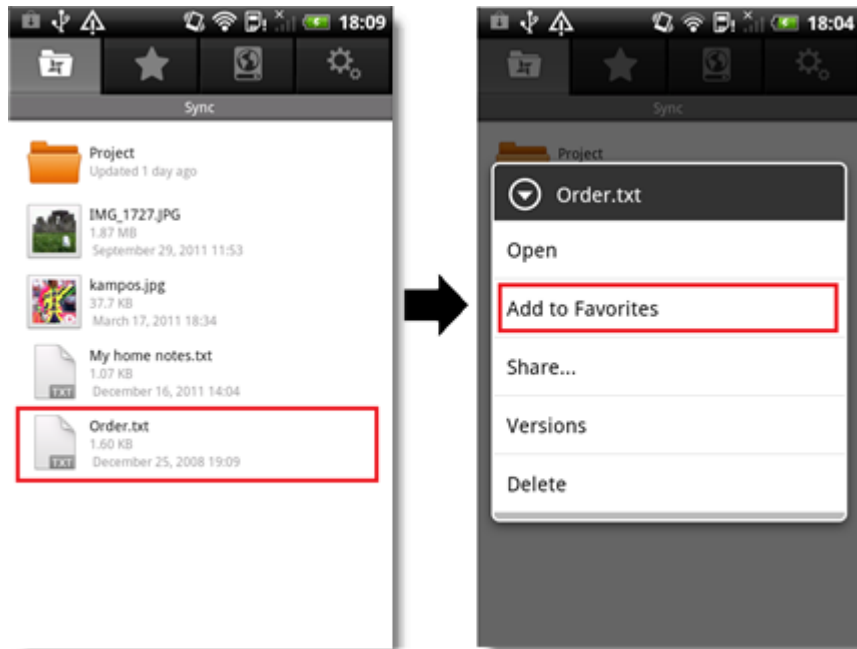 18:09
Sync
Project
Updated 1 day ago
IMG_1727.JPG
1.87 MB
September 29, 2011 11:53
kampos.jpg
37.7 KB
March 17, 2011 18:34
My home notes.txt
1.07 KB
TXT
December 16, 2011 14:04
Order.txt
1.60 KB
TXT
December 25, 2008 19:09
18:04
Sync
Project
Order.txt
Open
Add to Favorites
Share...
Versions
Delete